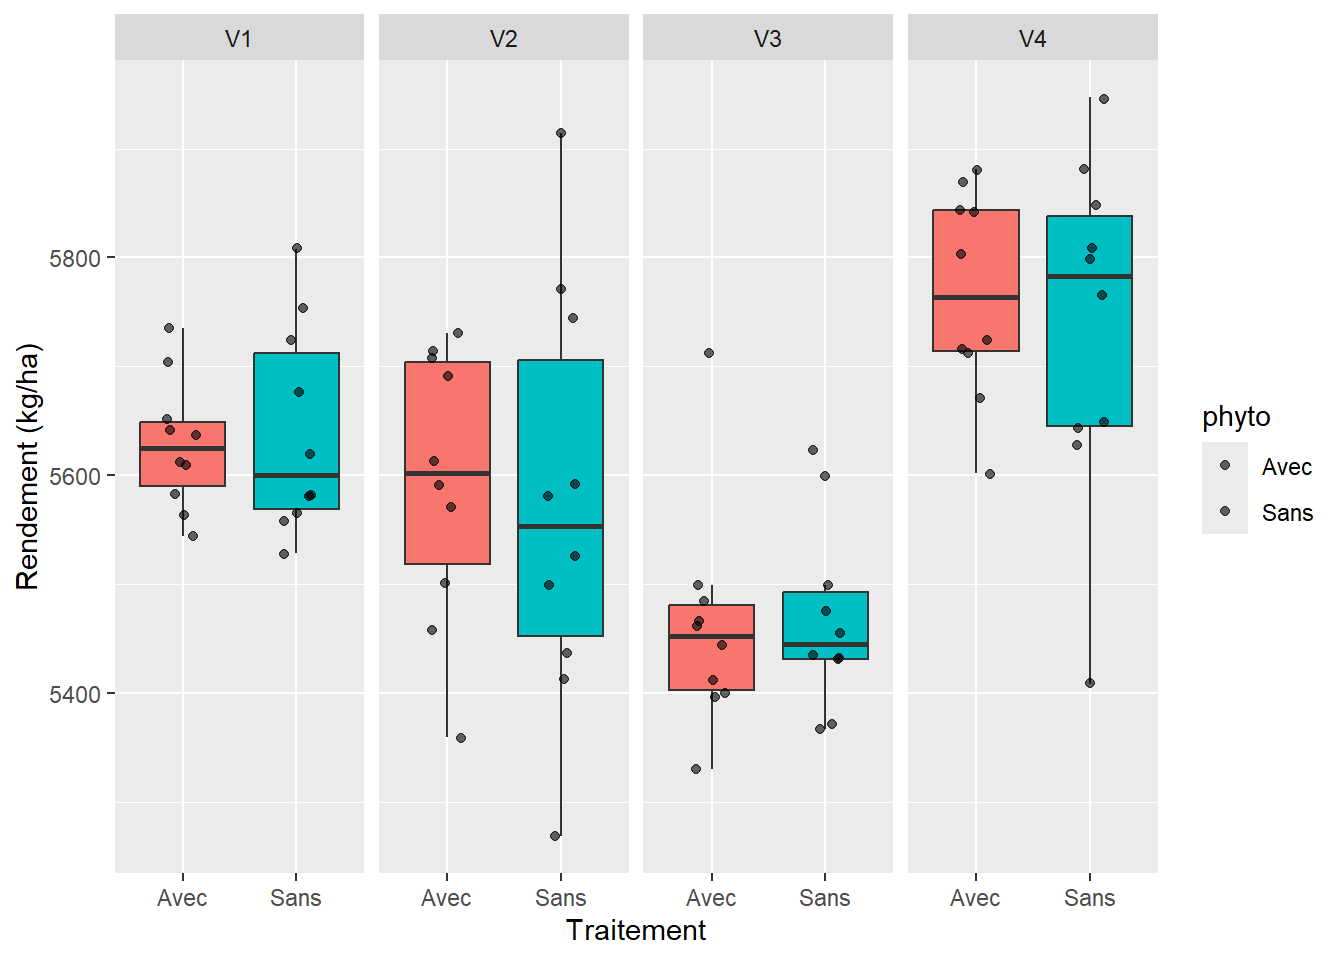 V1 V2 V3 V4
Rendement (kg/ha)
5800
5600
5400
Avec Sans Avec Sans Avec Sans Avec Sans
Traitement
phyto
Avec
Sans